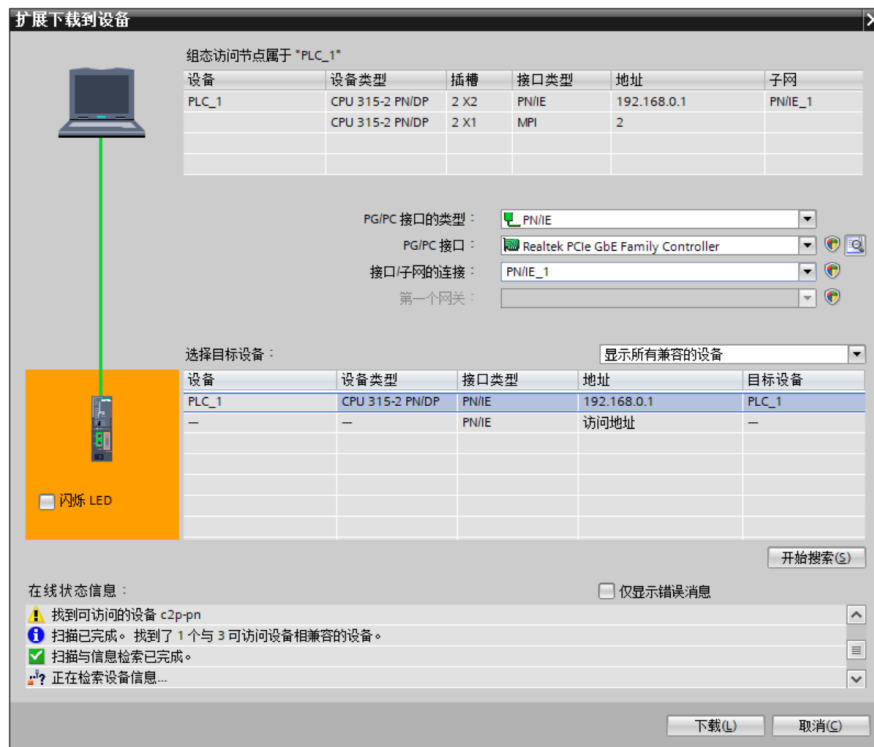 扩展下载到设备
组态访问节点属于 "PLC_1"
设备 设备类型 插槽 接口类型 地址 子网
PLC_1 CPU 315-2 PN/DP 2 X2 PN/IE 192.168.0.1 PN/IE_1
CPU 315-2 PN/DP 2 X1 MPI 2
PG/PC 接口的类型： PN/IE
PG/PC 接口： Realtek PCIe GbE Family Controller
接口/子网的连接： PN/IE_1
第一个网关：
选择目标设备： 显示所有兼容的设备
设备 设备类型 接口类型 地址 目标设备
PLC_1 CPU 315-2 PN/DP PN/IE 192.168.0.1 PLC_1
— — PN/IE 访问地址 —
闪烁 LED
开始搜索(S)
在线状态信息： 仅显示错误消息
找到可访问的设备 c2p-pn
扫描已完成。找到了 1 个与 3 可访问设备相兼容的设备。
扫描与信息检索已完成。
正在检索设备信息...
下载(L) 取消(C)